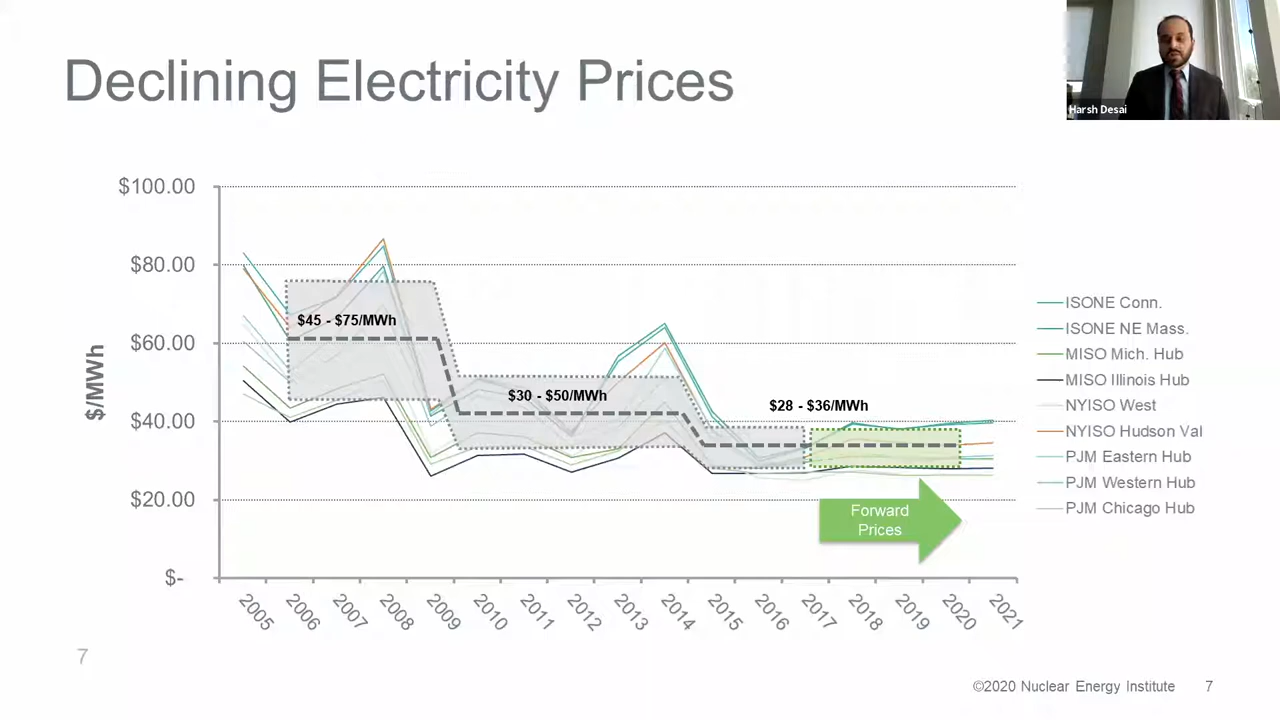 Declining Electricity Prices
Harsh Desai
$100.00
$80.00
$60.00
$40.00
$20.00
$-
$/MWh
$45 - $75/MWh
$30 - $50/MWh
$28 - $36/MWh
Forward
Prices
2005
2006
2007
2008
2009
2010
2011
2012
2013
2014
2015
2016
2017
2018
2019
2020
2021
ISONE Conn.
ISONE NE Mass.
MISO Mich. Hub
MISO Illinois Hub
NYISO West
NYISO Hudson Val
PJM Eastern Hub
PJM Western Hub
PJM Chicago Hub
7
©2020 Nuclear Energy Institute 7